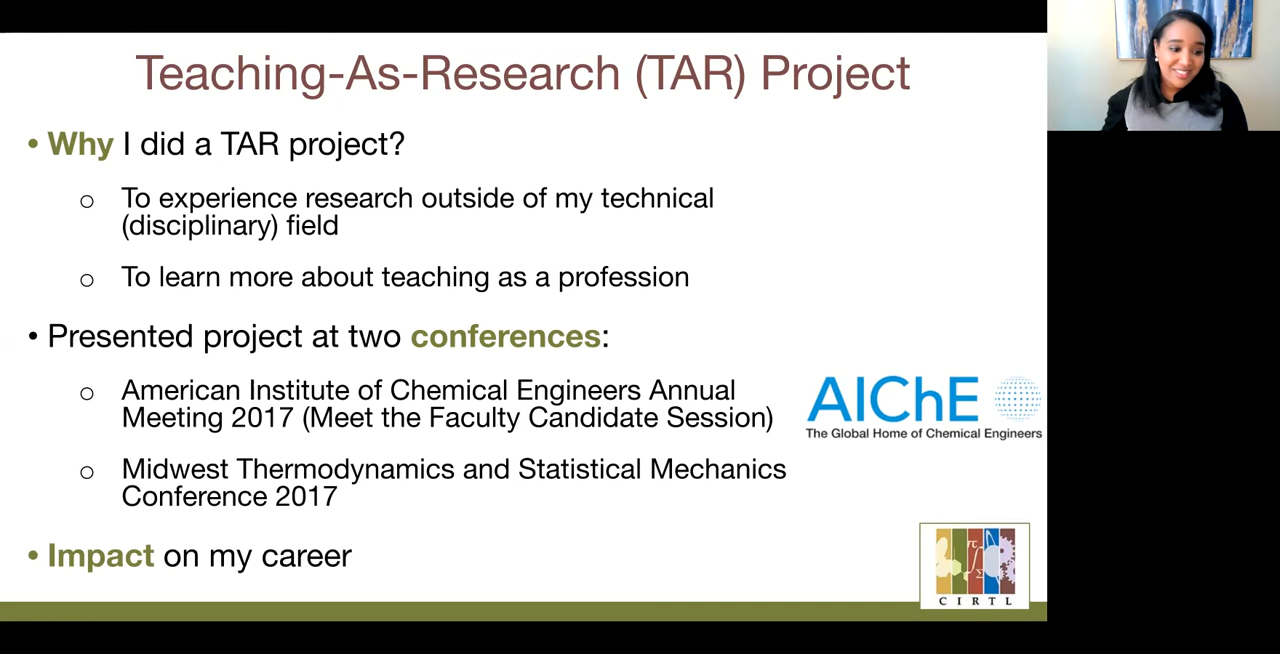 Teaching-As-Research (TAR) Project
• Why I did a TAR project?
o To experience research outside of my technical
(disciplinary) field
o To learn more about teaching as a profession
• Presented project at two conferences:
o American Institute of Chemical Engineers Annual
Meeting 2017 (Meet the Faculty Candidate Session)
AIChE
The Global Home of Chemical Engineers
o Midwest Thermodynamics and Statistical Mechanics
Conference 2017
• Impact on my career
π
∫
Σ
CIRTL